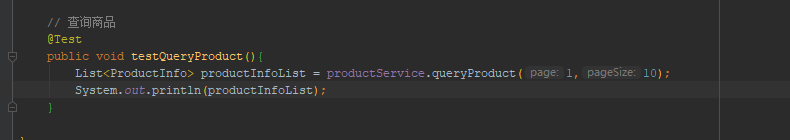 // 查询商品
@Test
public void testQueryProduct(){
List<ProductInfo> productInfoList = productService.queryProduct( page: 1, pageSize: 10);
System.out.println(productInfoList);
}